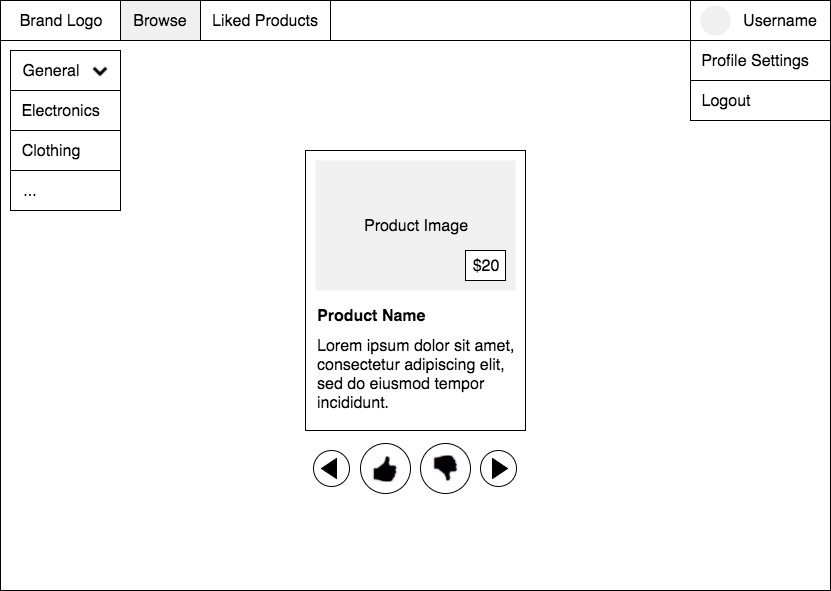 Brand Logo
Browse
Liked Products
Username
Profile Settings
Logout
General
Electronics
Clothing
...
Product Image
$20
Product Name
Lorem ipsum dolor sit amet,
consectetur adipiscing elit,
sed do eiusmod tempor
incididunt.